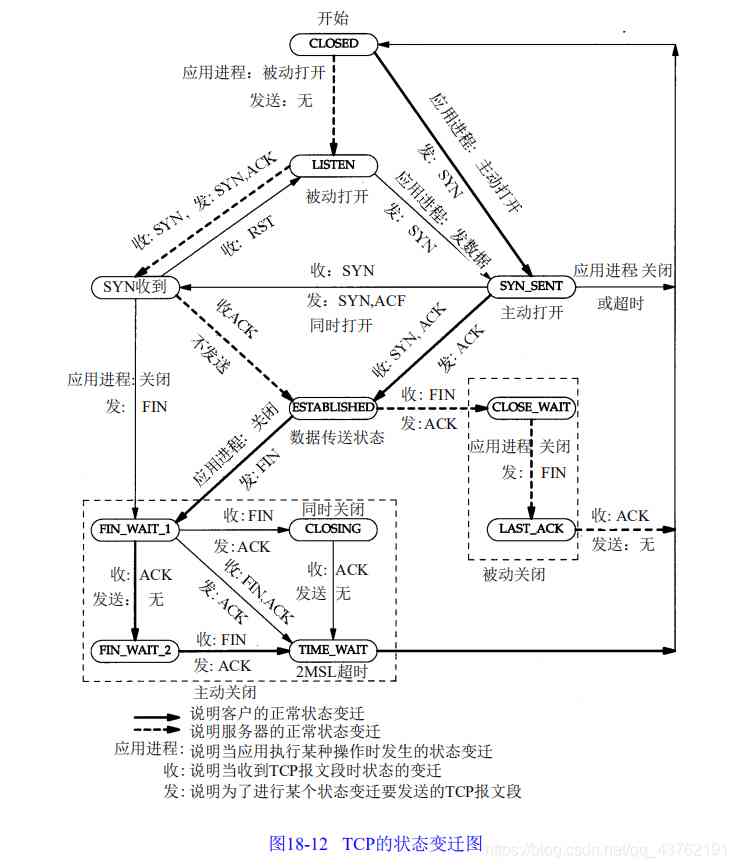 开始
CLOSED
应用进程：被动打开
发送：无
应用进程：主动打开
发：SYN
LISTEN
被动打开
收：SYN，发：SYN,ACK
收：RST
应用进程：发数据
发：SYN
SYN收到
收：SYN
发：SYN,ACF
同时打开
SYN_SENT
主动打开
应用进程:关闭
或超时
收ACK
不发送
收：SYN, ACK
发：ACK
应用进程:关闭
发： FIN
ESTABLISHED
数据传送状态
收: FIN
发: ACK
CLOSE_WAIT
应用进程:关闭
发： FIN
LAST_ACK
收: ACK
发送：无
被动关闭
应用进程：关闭
发: FIN
FIN_WAIT_1
收:FIN
发:ACK
同时关闭
CLOSING
收: ACK
发送： 无
收: FIN,ACK
发: ACK
收: ACK
发送 无
FIN_WAIT_2
收: FIN
发: ACK
TIME_WAIT
2MSL超时
主动关闭
说明客户的正常状态变迁
说明服务器的正常状态变迁
应用进程: 说明当应用执行某种操作时发生的状态变迁
收: 说明当收到TCP报文段时状态的变迁
发: 说明为了进行某个状态变迁要发送的TCP报文段
图18-12 TCP的状态变迁图
https://blog.csdn.net/qq_43762191